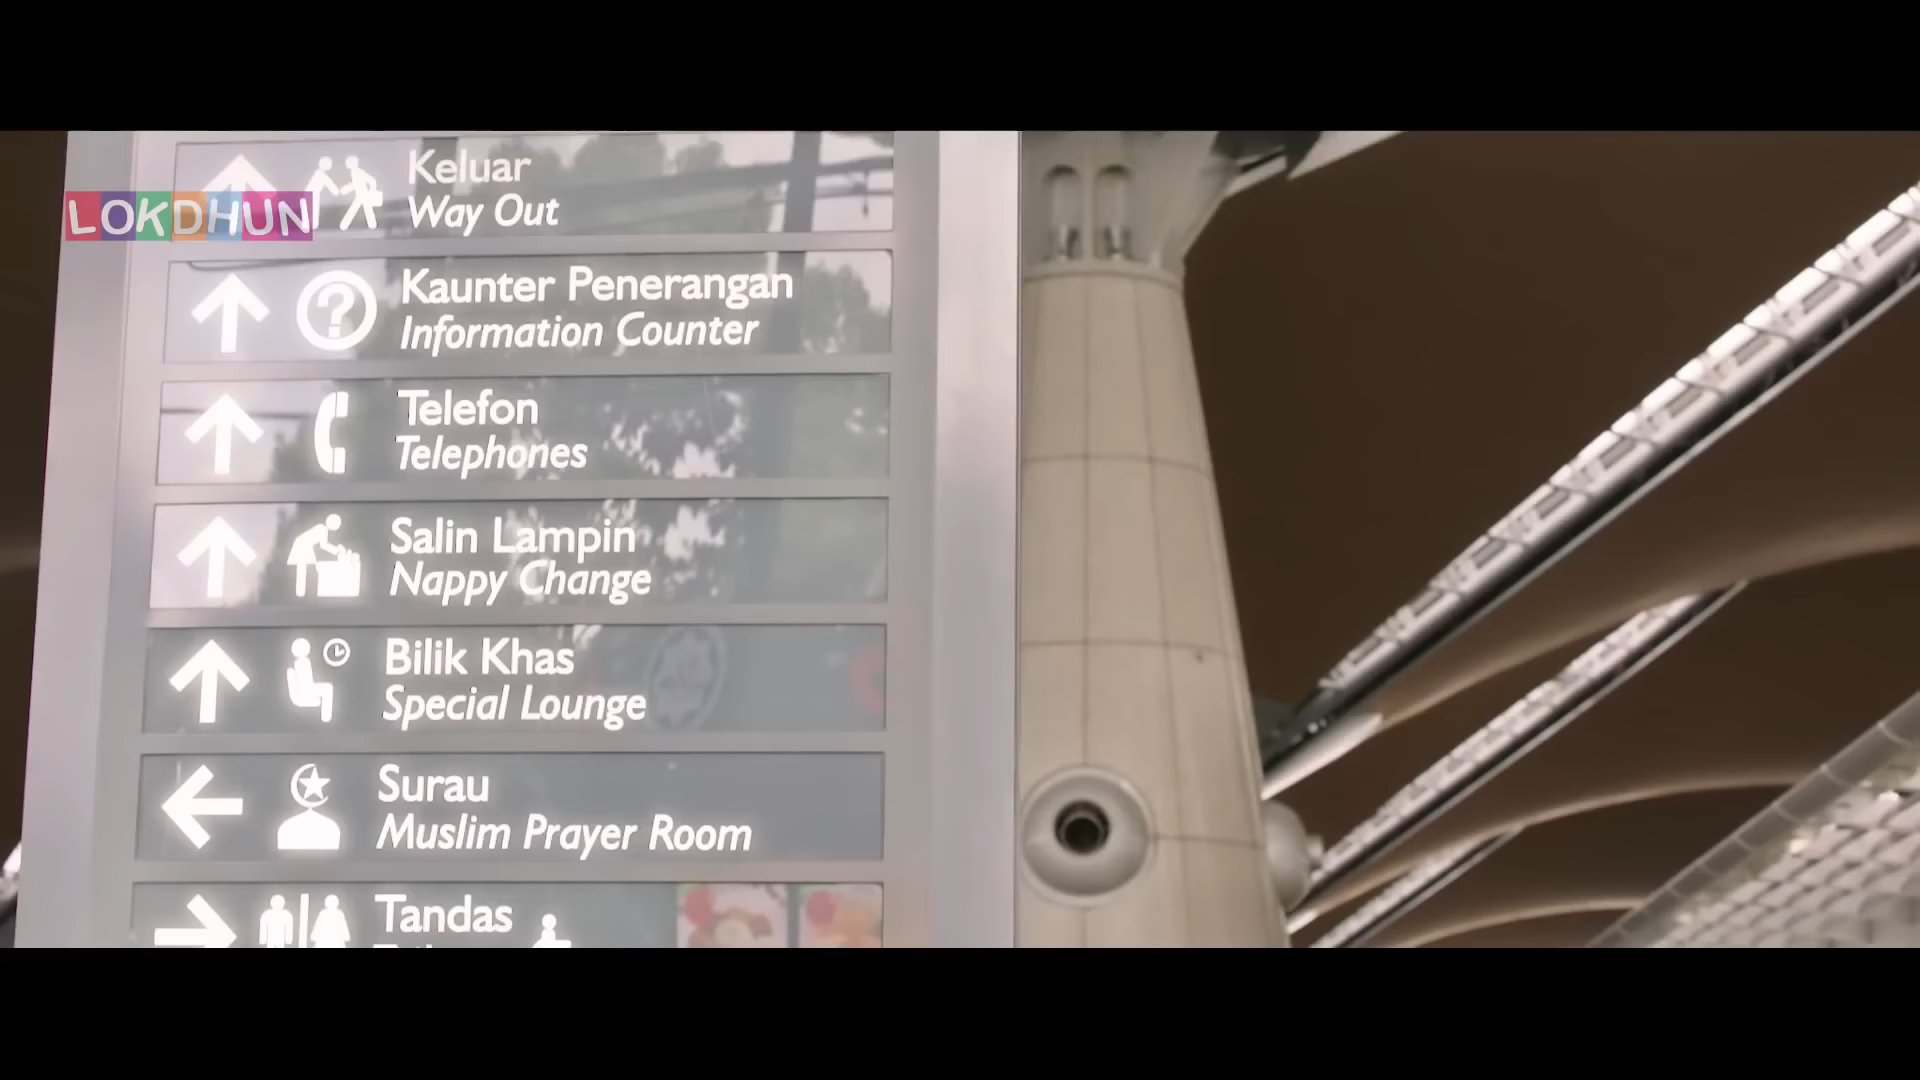 Keluar
Way Out
LOKDHUN
Kaunter Penerangan
Information Counter
Telefon
Telephones
Salin Lampin
Nappy Change
Bilik Khas
Special Lounge
Surau
Muslim Prayer Room
Tandas